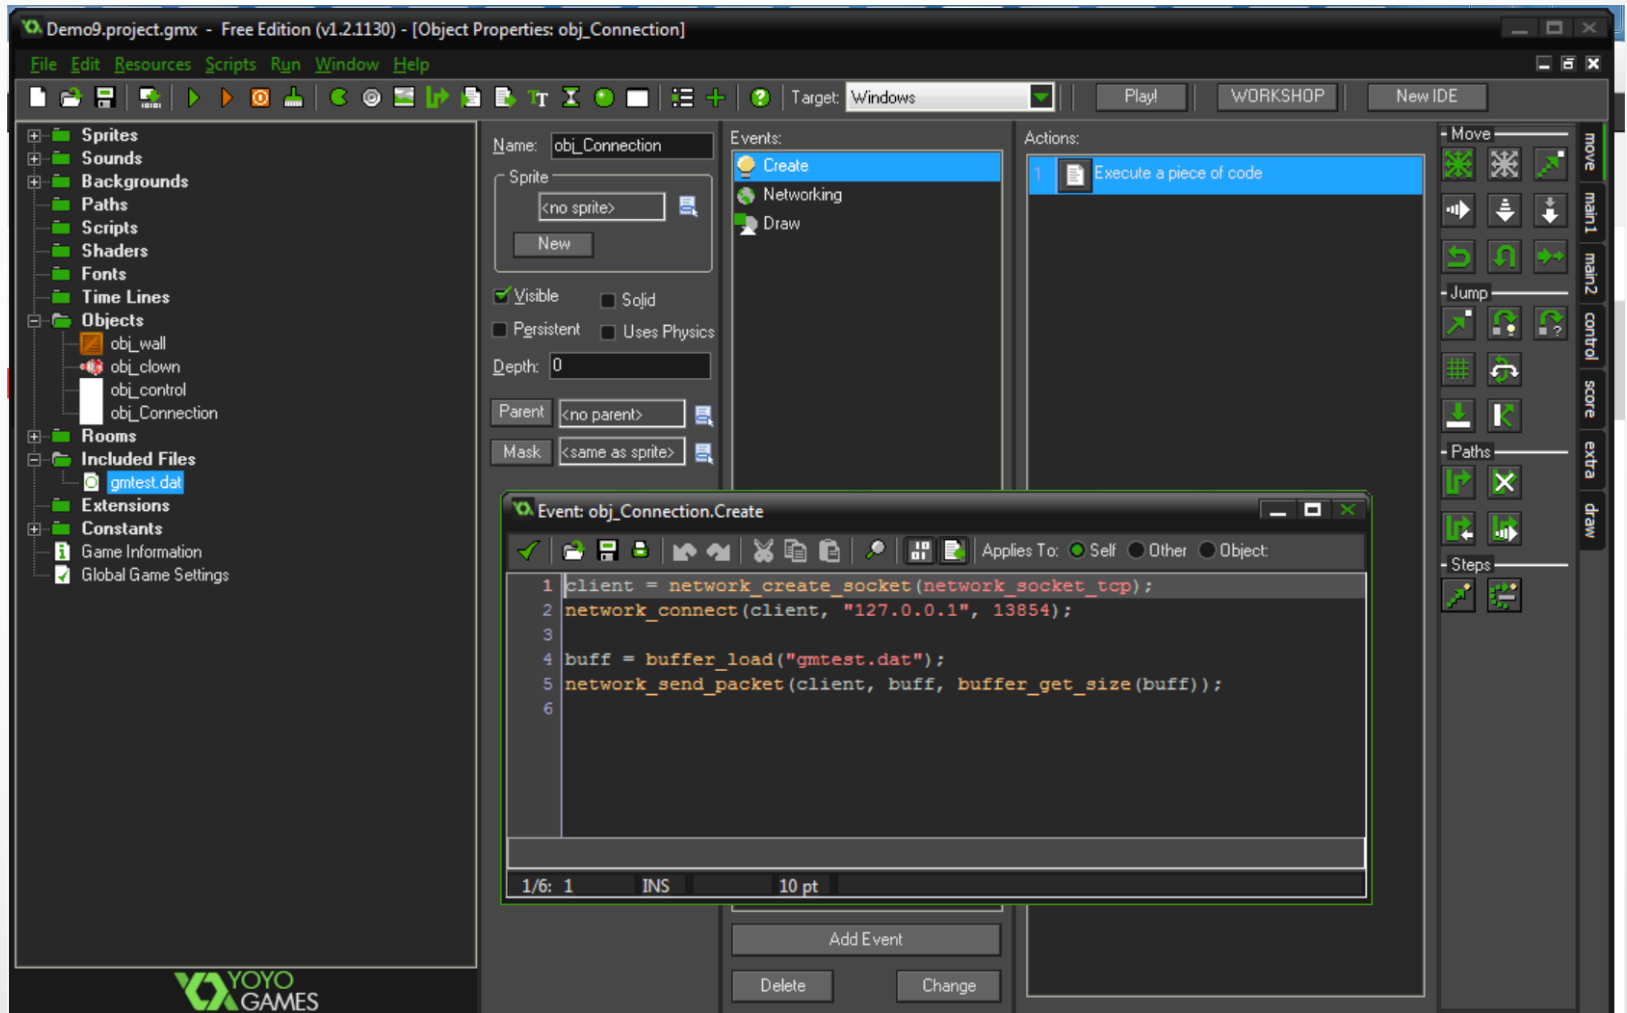 Demo9.project.gmx - Free Edition (v1.2.1130) - [Object Properties: obj_Connection]
File Edit Resources Scripts Run Window Help
Target: Windows Play! WORKSHOP New IDE
Sprites
Sounds
Backgrounds
Paths
Scripts
Shaders
Fonts
Time Lines
Objects
obj_wall
obj_clown
obj_control
obj_Connection
Rooms
Included Files
gmtest.dat
Extensions
Constants
Game Information
Global Game Settings
YOYO
GAMES
Name: obj_Connection
Sprite
<no sprite>
New
Visible Solid
Persistent Uses Physics
Depth: 0
Parent <no parent>
Mask <same as sprite>
Events:
Create
Networking
Draw
Add Event
Delete Change
Actions:
1 Execute a piece of code
Event: obj_Connection.Create
Applies To: Self Other Object:
1 client = network_create_socket(network_socket_tcp);
2 network_connect(client, "127.0.0.1", 13854);
3
4 buff = buffer_load("gmtest.dat");
5 network_send_packet(client, buff, buffer_get_size(buff));
6
1/6: 1 INS 10 pt
Move
Jump
Paths
Steps
move
main1
main2
control
score
extra
draw